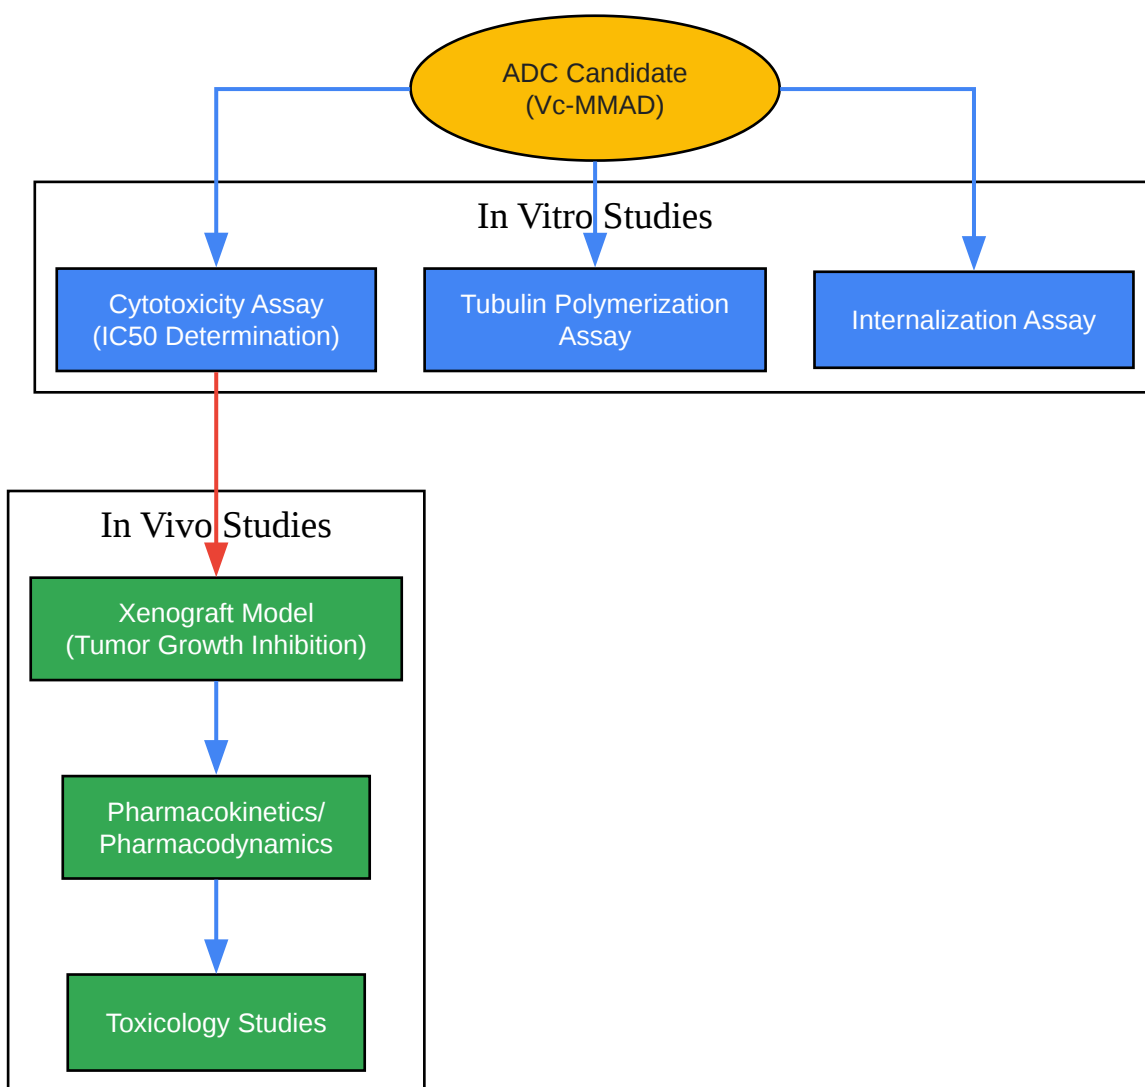 ADC Candidate
(Vc-MMAD)
In Vitro Studies
Cytotoxicity Assay
(IC50 Determination)
Tubulin Polymerization
Assay
Internalization Assay
In Vivo Studies
Xenograft Model
(Tumor Growth Inhibition)
Pharmacokinetics/
Pharmacodynamics
Toxicology Studies